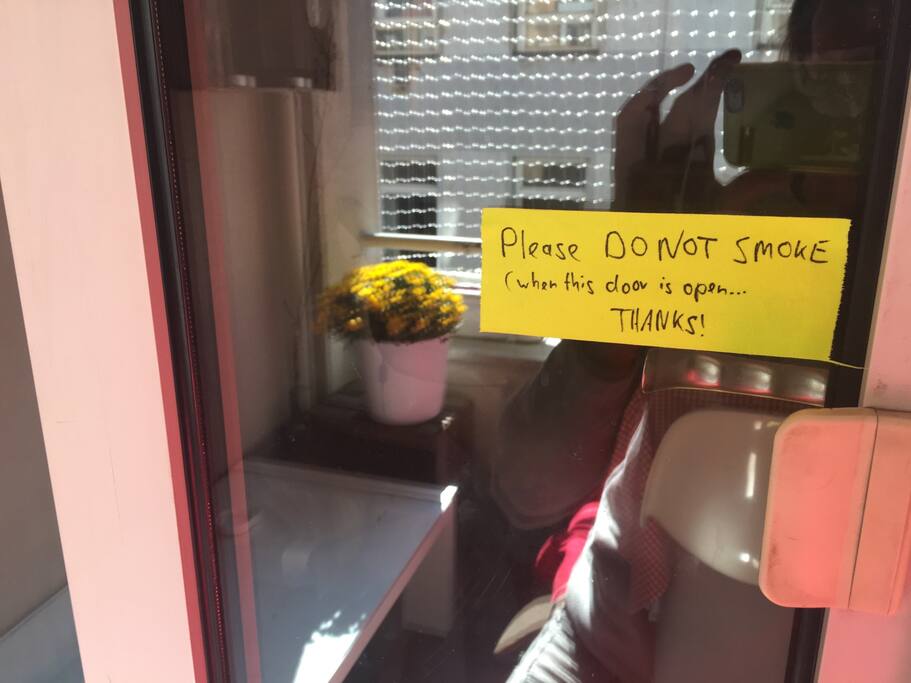 Please DO NOT SMOKE
(when this door is open...
THANKS!